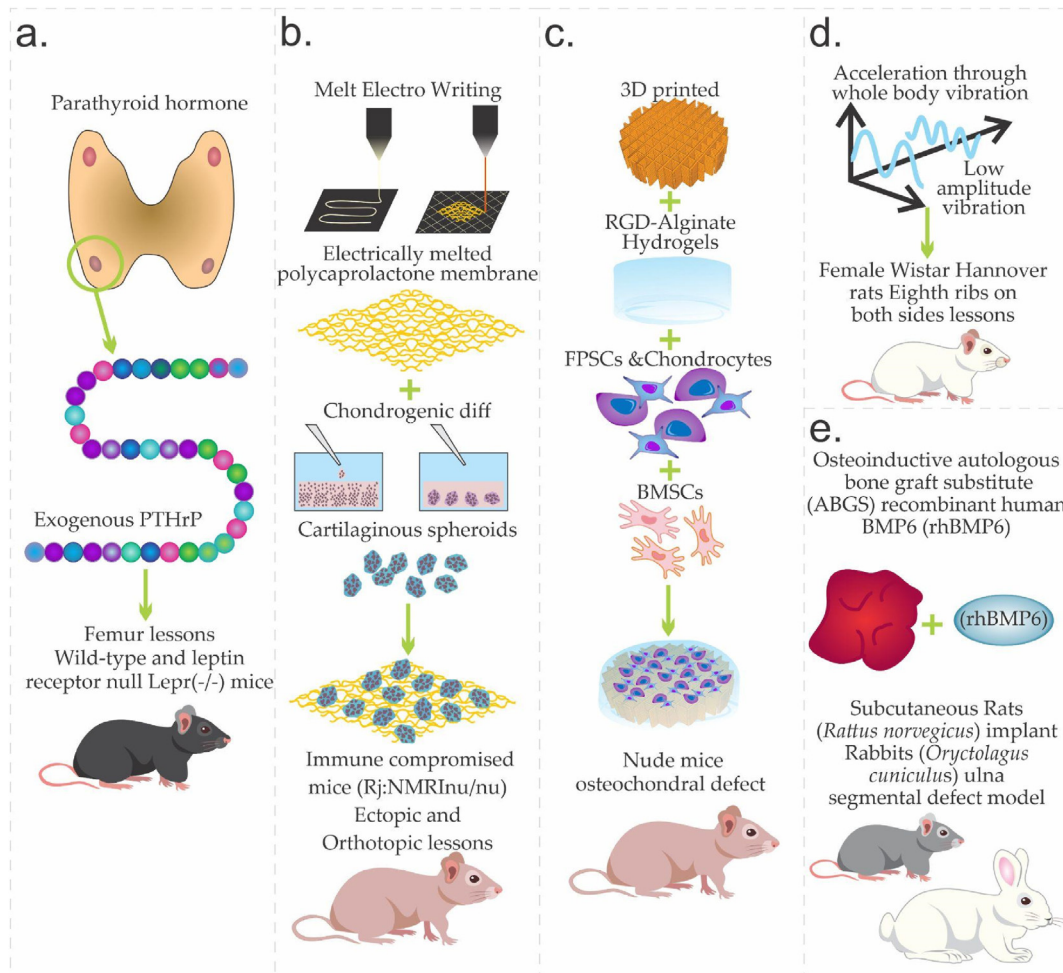 a.
Parathyroid hormone
Exogenous PTHrP
Femur lessons
Wild-type and leptin
receptor null Lepr(-/-) mice
b.
Melt Electro Writing
Electrically melted
polycaprolactone membrane
+
Chondrogenic diff
Cartilaginous spheroids
Immune compromised
mice (Rj:NMRInu/nu)
Ectopic and
Orthotopic lessons
c.
3D printed
+
RGD-Alginate
Hydrogels
+
FPSCs &Chondrocytes
+
BMSCs
Nude mice
osteochondral defect
d.
Acceleration through
whole body vibration
Low
amplitude
vibration
Female Wistar Hannover
rats Eighth ribs on
both sides lessons
e.
Osteoinductive autologous
bone graft substitute
(ABGS) recombinant human
BMP6 (rhBMP6)
+ (rhBMP6)
Subcutaneous Rats
(Rattus norvegicus) implant
Rabbits (Oryctolagus
cuniculus) ulna
segmental defect model